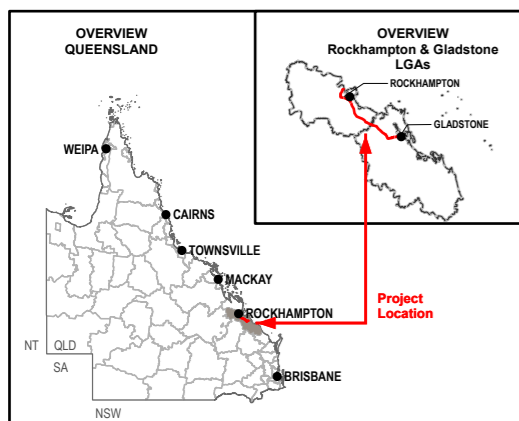 OVERVIEW
QUEENSLAND
WEIPA
CAIRNS
TOWNSVILLE
MACKAY
ROCKHAMPTON
BRISBANE
NT
QLD
SA
NSW
OVERVIEW
Rockhampton & Gladstone
LGAs
ROCKHAMPTON
GLADSTONE
Project
Location